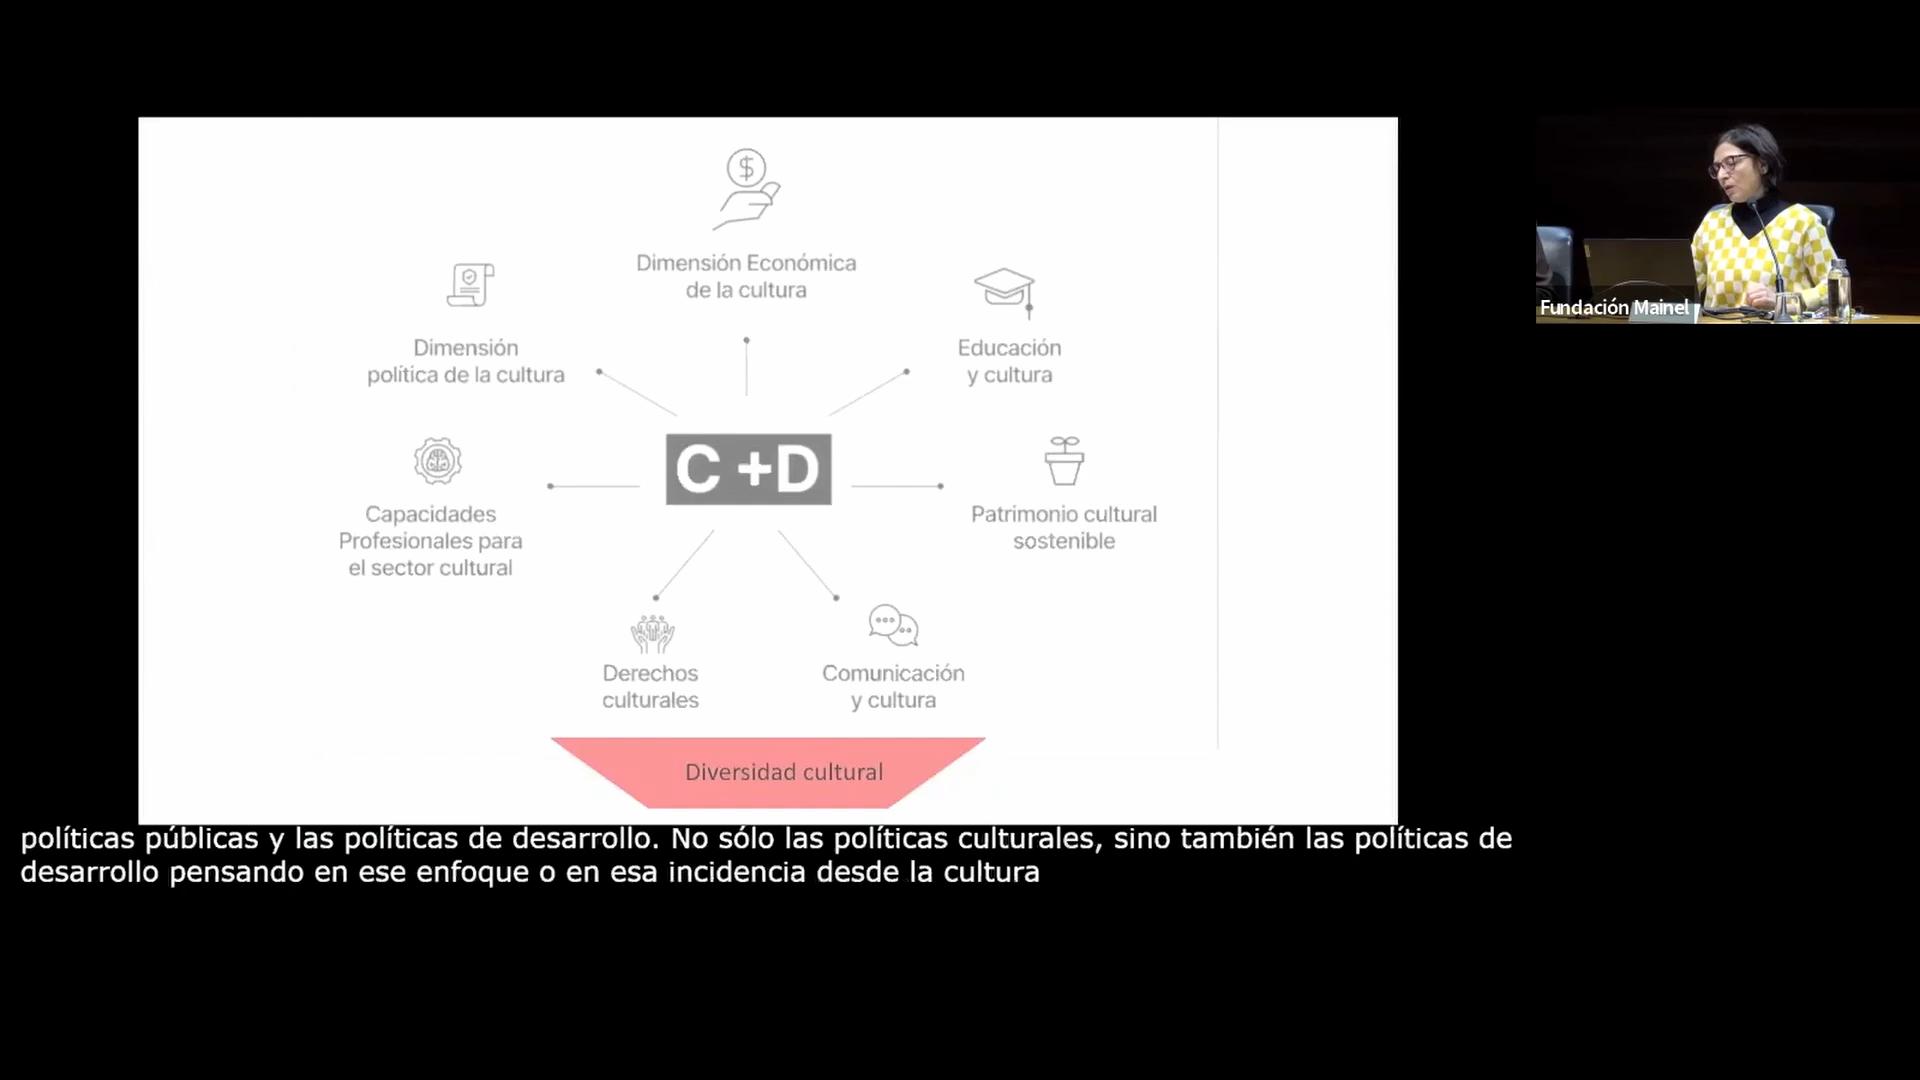 $
Dimensión Económica
de la cultura
Dimensión
política de la cultura
Educación
y cultura
C +D
Capacidades
Profesionales para
el sector cultural
Patrimonio cultural
sostenible
Derechos
culturales
Comunicación
y cultura
Diversidad cultural
Fundación Mainel
políticas públicas y las políticas de desarrollo. No sólo las políticas culturales, sino también las políticas de
desarrollo pensando en ese enfoque o en esa incidencia desde la cultura